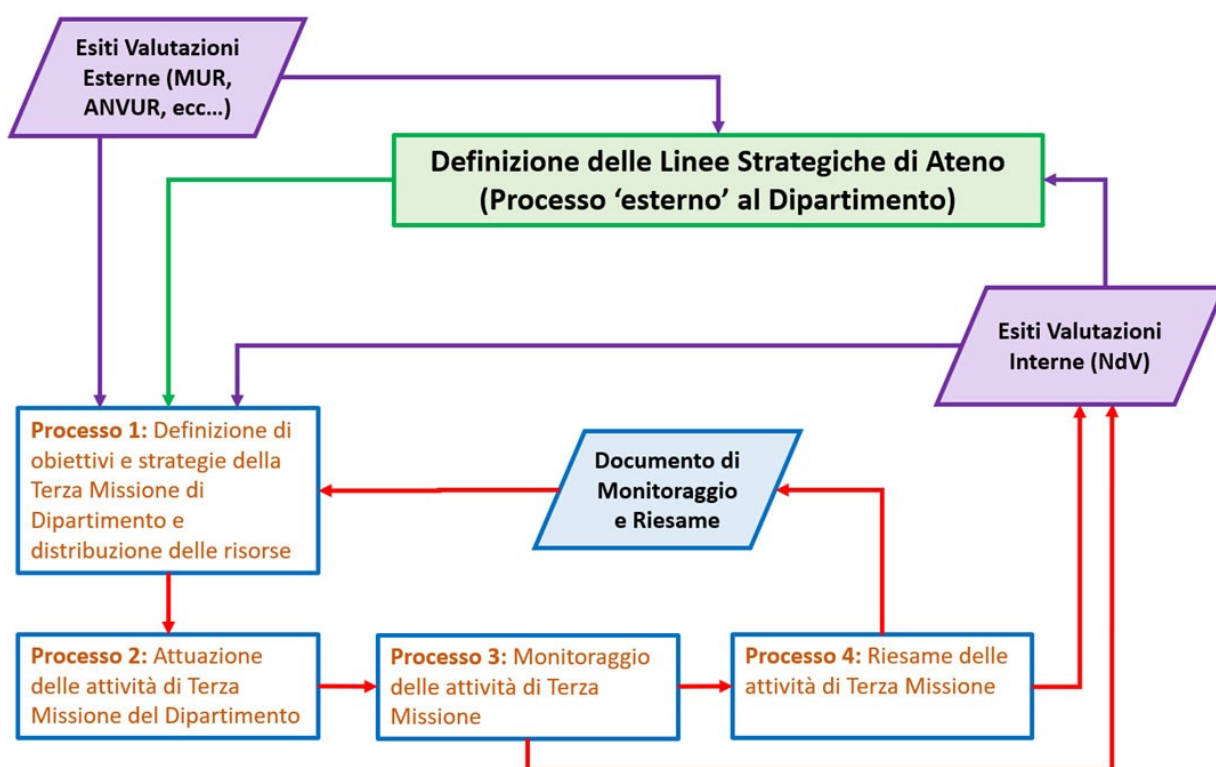 Esiti Valutazioni
Esterne (MUR,
ANVUR, ecc...)
Definizione delle Linee Strategiche di Ateno
(Processo ‘esterno’ al Dipartimento)
Esiti Valutazioni
Interne (NdV)
Processo 1: Definizione di
obiettivi e strategie della
Terza Missione di
Dipartimento e
distribuzione delle risorse
Documento di
Monitoraggio
e Riesame
Processo 2: Attuazione
delle attività di Terza
Missione del Dipartimento
Processo 3: Monitoraggio
delle attività di Terza
Missione
Processo 4: Riesame delle
attività di Terza Missione